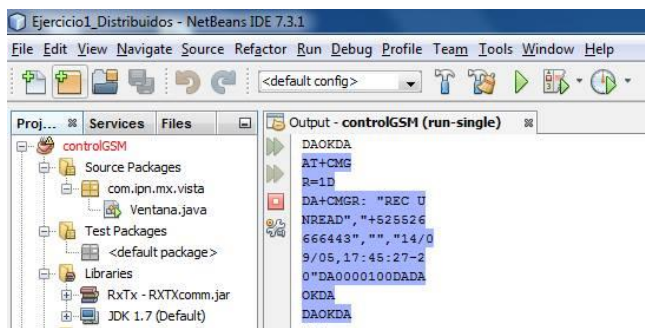 Ejercicio1_Distribuidos - NetBeans IDE 7.3.1
File Edit View Navigate Source Refactor Run Debug Profile Team Tools Window Help
<default config>
Proj... Services Files
controlGSM
Source Packages
com.ipn.mx.vista
Ventana.java
Test Packages
<default package>
Libraries
RxTx - RXTXcomm.jar
JDK 1.7 (Default)
Output - controlGSM (run-single)
DAOKDA
AT+CMG
R=1D
DA+CMGR: "REC U
NREAD","+525526
666443","","14/0
9/05,17:45:27-2
0"DA0000100DADA
OKDA
DAOKDA